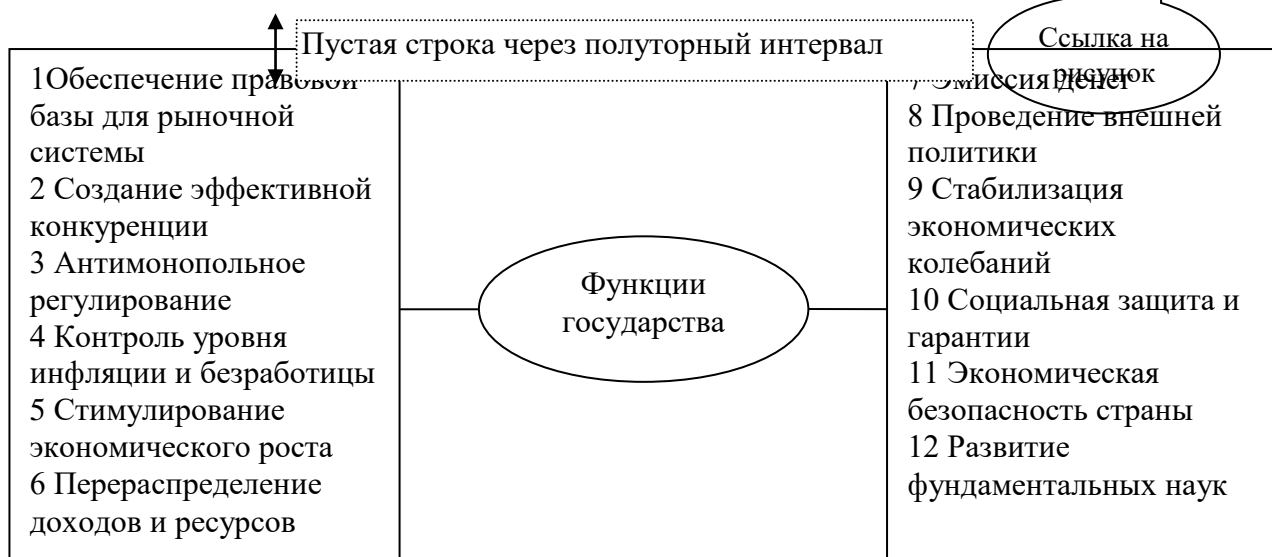 Пустая строка через полуторный интервал
Ссылка на
рисунок
1Обеспечение правовой
базы для рыночной
системы
2 Создание эффективной
конкуренции
3 Антимонопольное
регулирование
4 Контроль уровня
инфляции и безработицы
5 Стимулирование
экономического роста
6 Перераспределение
доходов и ресурсов
Функции
государства
7 Эмиссия денег
8 Проведение внешней
политики
9 Стабилизация
экономических
колебаний
10 Социальная защита и
гарантии
11 Экономическая
безопасность страны
12 Развитие
фундаментальных наук